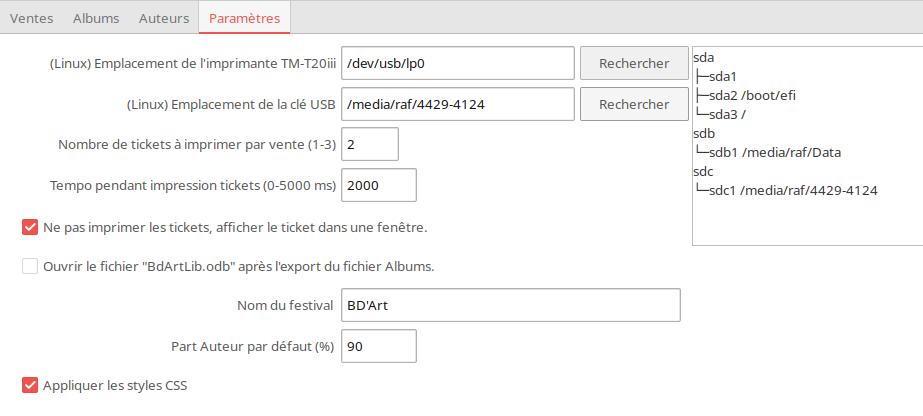 Ventes Albums Auteurs Paramètres
(Linux) Emplacement de l'imprimante TM-T20iii /dev/usb/lp0 Rechercher
(Linux) Emplacement de la clé USB /media/raf/4429-4124 Rechercher
Nombre de tickets à imprimer par vente (1-3) 2
Tempo pendant impression tickets (0-5000 ms) 2000
Ne pas imprimer les tickets, afficher le ticket dans une fenêtre.
Ouvrir le fichier "BdArtLib.odb" après l'export du fichier Albums.
Nom du festival BD'Art
Part Auteur par défaut (%) 90
Appliquer les styles CSS
sda
├─sda1
├─sda2 /boot/efi
└─sda3 /
sdb
└─sdb1 /media/raf/Data
sdc
└─sdc1 /media/raf/4429-4124